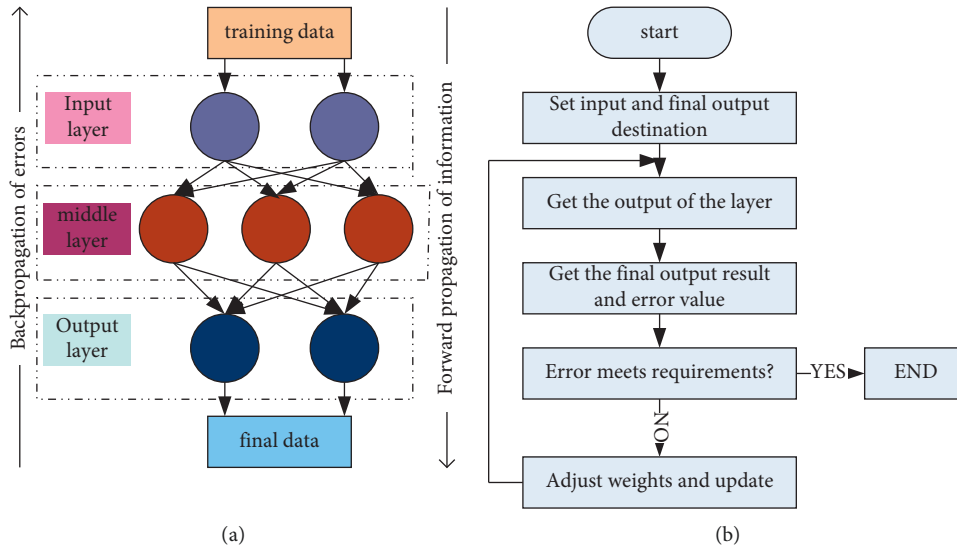 Backpropagation of errors
training data
Input
layer
middle
layer
Output
layer
final data
Forward propagation of information
(a)
start
Set input and final output
destination
Get the output of the layer
Get the final output result
and error value
Error meets requirements?
YES
END
NO
Adjust weights and update
(b)